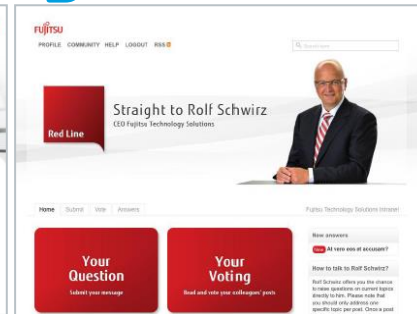 FUJITSU
PROFILE COMMUNITY HELP LOGOUT RSS
Straight to Rolf Schwirz
CEO Fujitsu Technology Solutions
Red Line
Home Submit Vote Answers
Fujitsu Technology Solutions Intranet
Your
Question
Submit your message
Your
Voting
Read and vote your colleagues' posts
New answers
At vero eos et accusam?
How to talk to Rolf Schwirz?
Rolf Schwirz offers you the chance
to raise questions on current topics
directly to him. Please note that
you should only address one
specific topic per post. Once a post